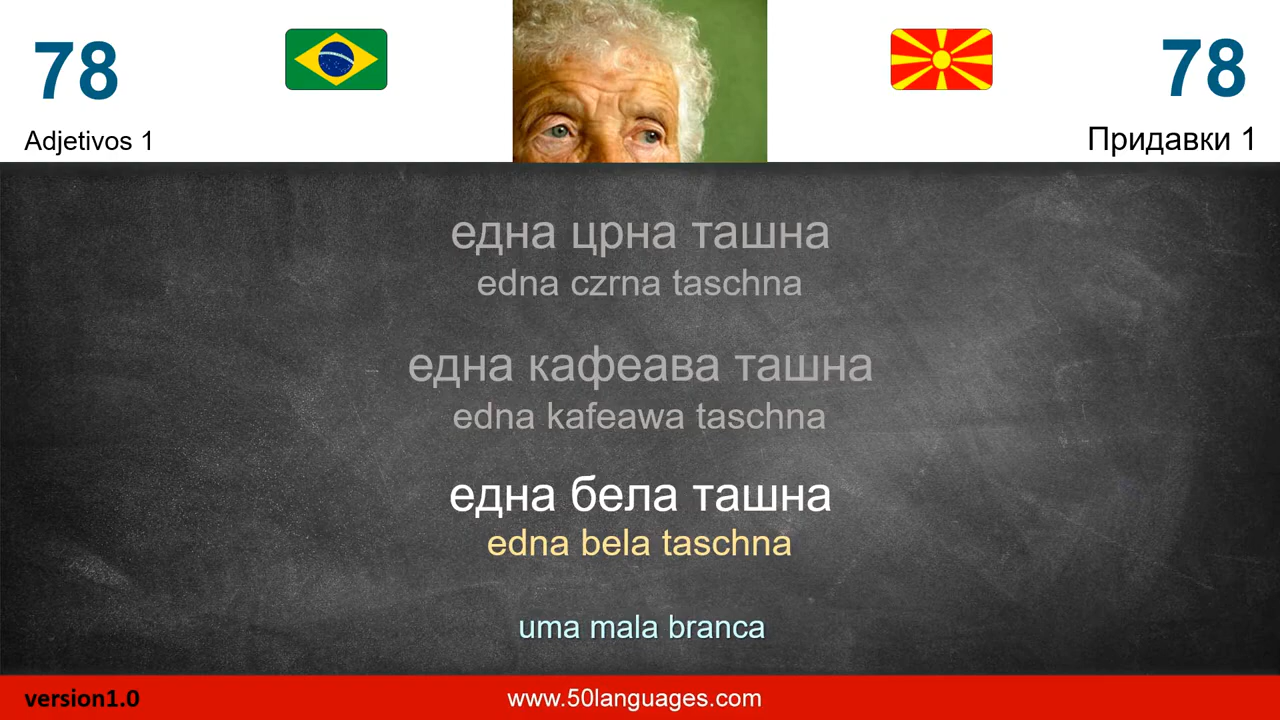 78
78
Adjetivos 1
Придавки 1
една црна ташна
edna czrna taschna
една кафеава ташна
edna kafeawa taschna
една бела ташна
edna bela taschna
uma mala branca
version1.0
www.50languages.com